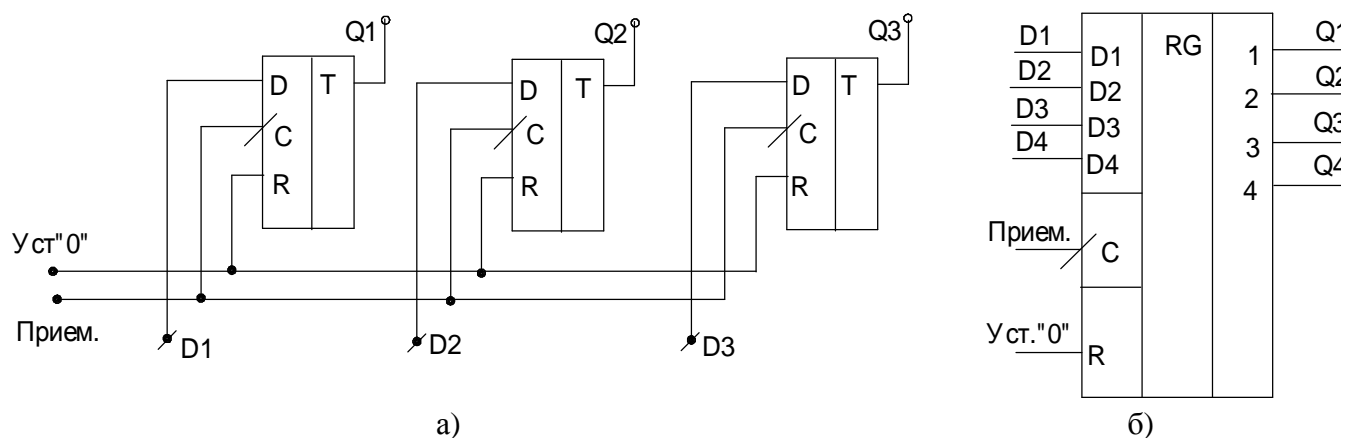 Q1
Q2
Q3
D T
C
R
D T
C
R
D T
C
R
Уст"0"
Прием.
D1
D2
D3
а)
D1
D2
D3
D4
Прием.
Уст."0"
D1
D2
D3
D4
C
R
RG
1
2
3
4
Q1
Q2
Q3
Q4
б)